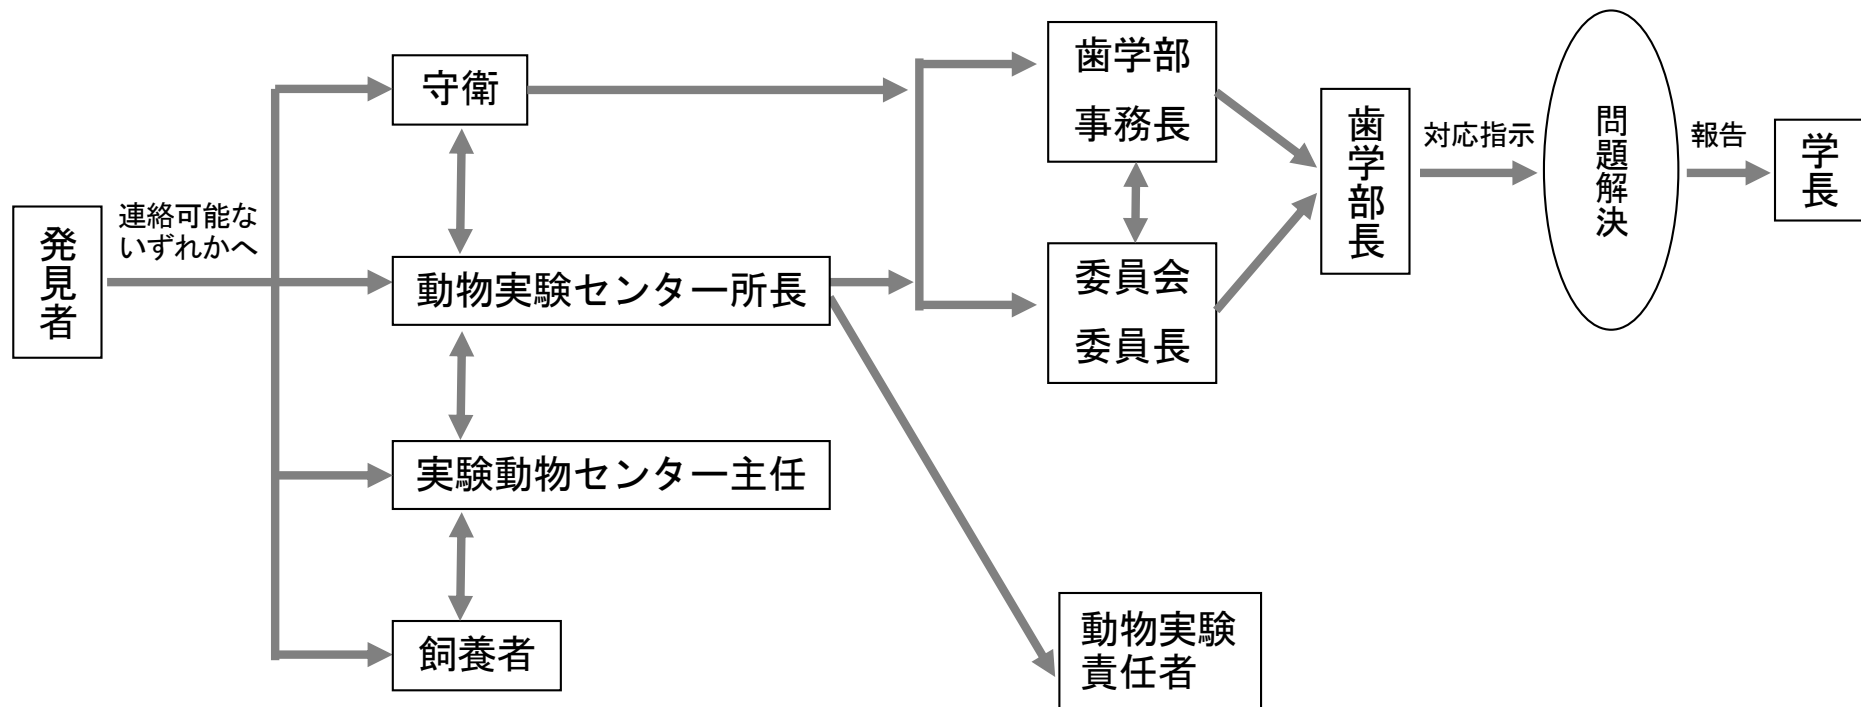 発見者
連絡可能な
いずれかへ
守衛
動物実験センター所長
実験動物センター主任
飼養者
歯学部
事務長
委員会
委員長
動物実験
責任者
歯学部長
対応指示
問題解決
報告
学長